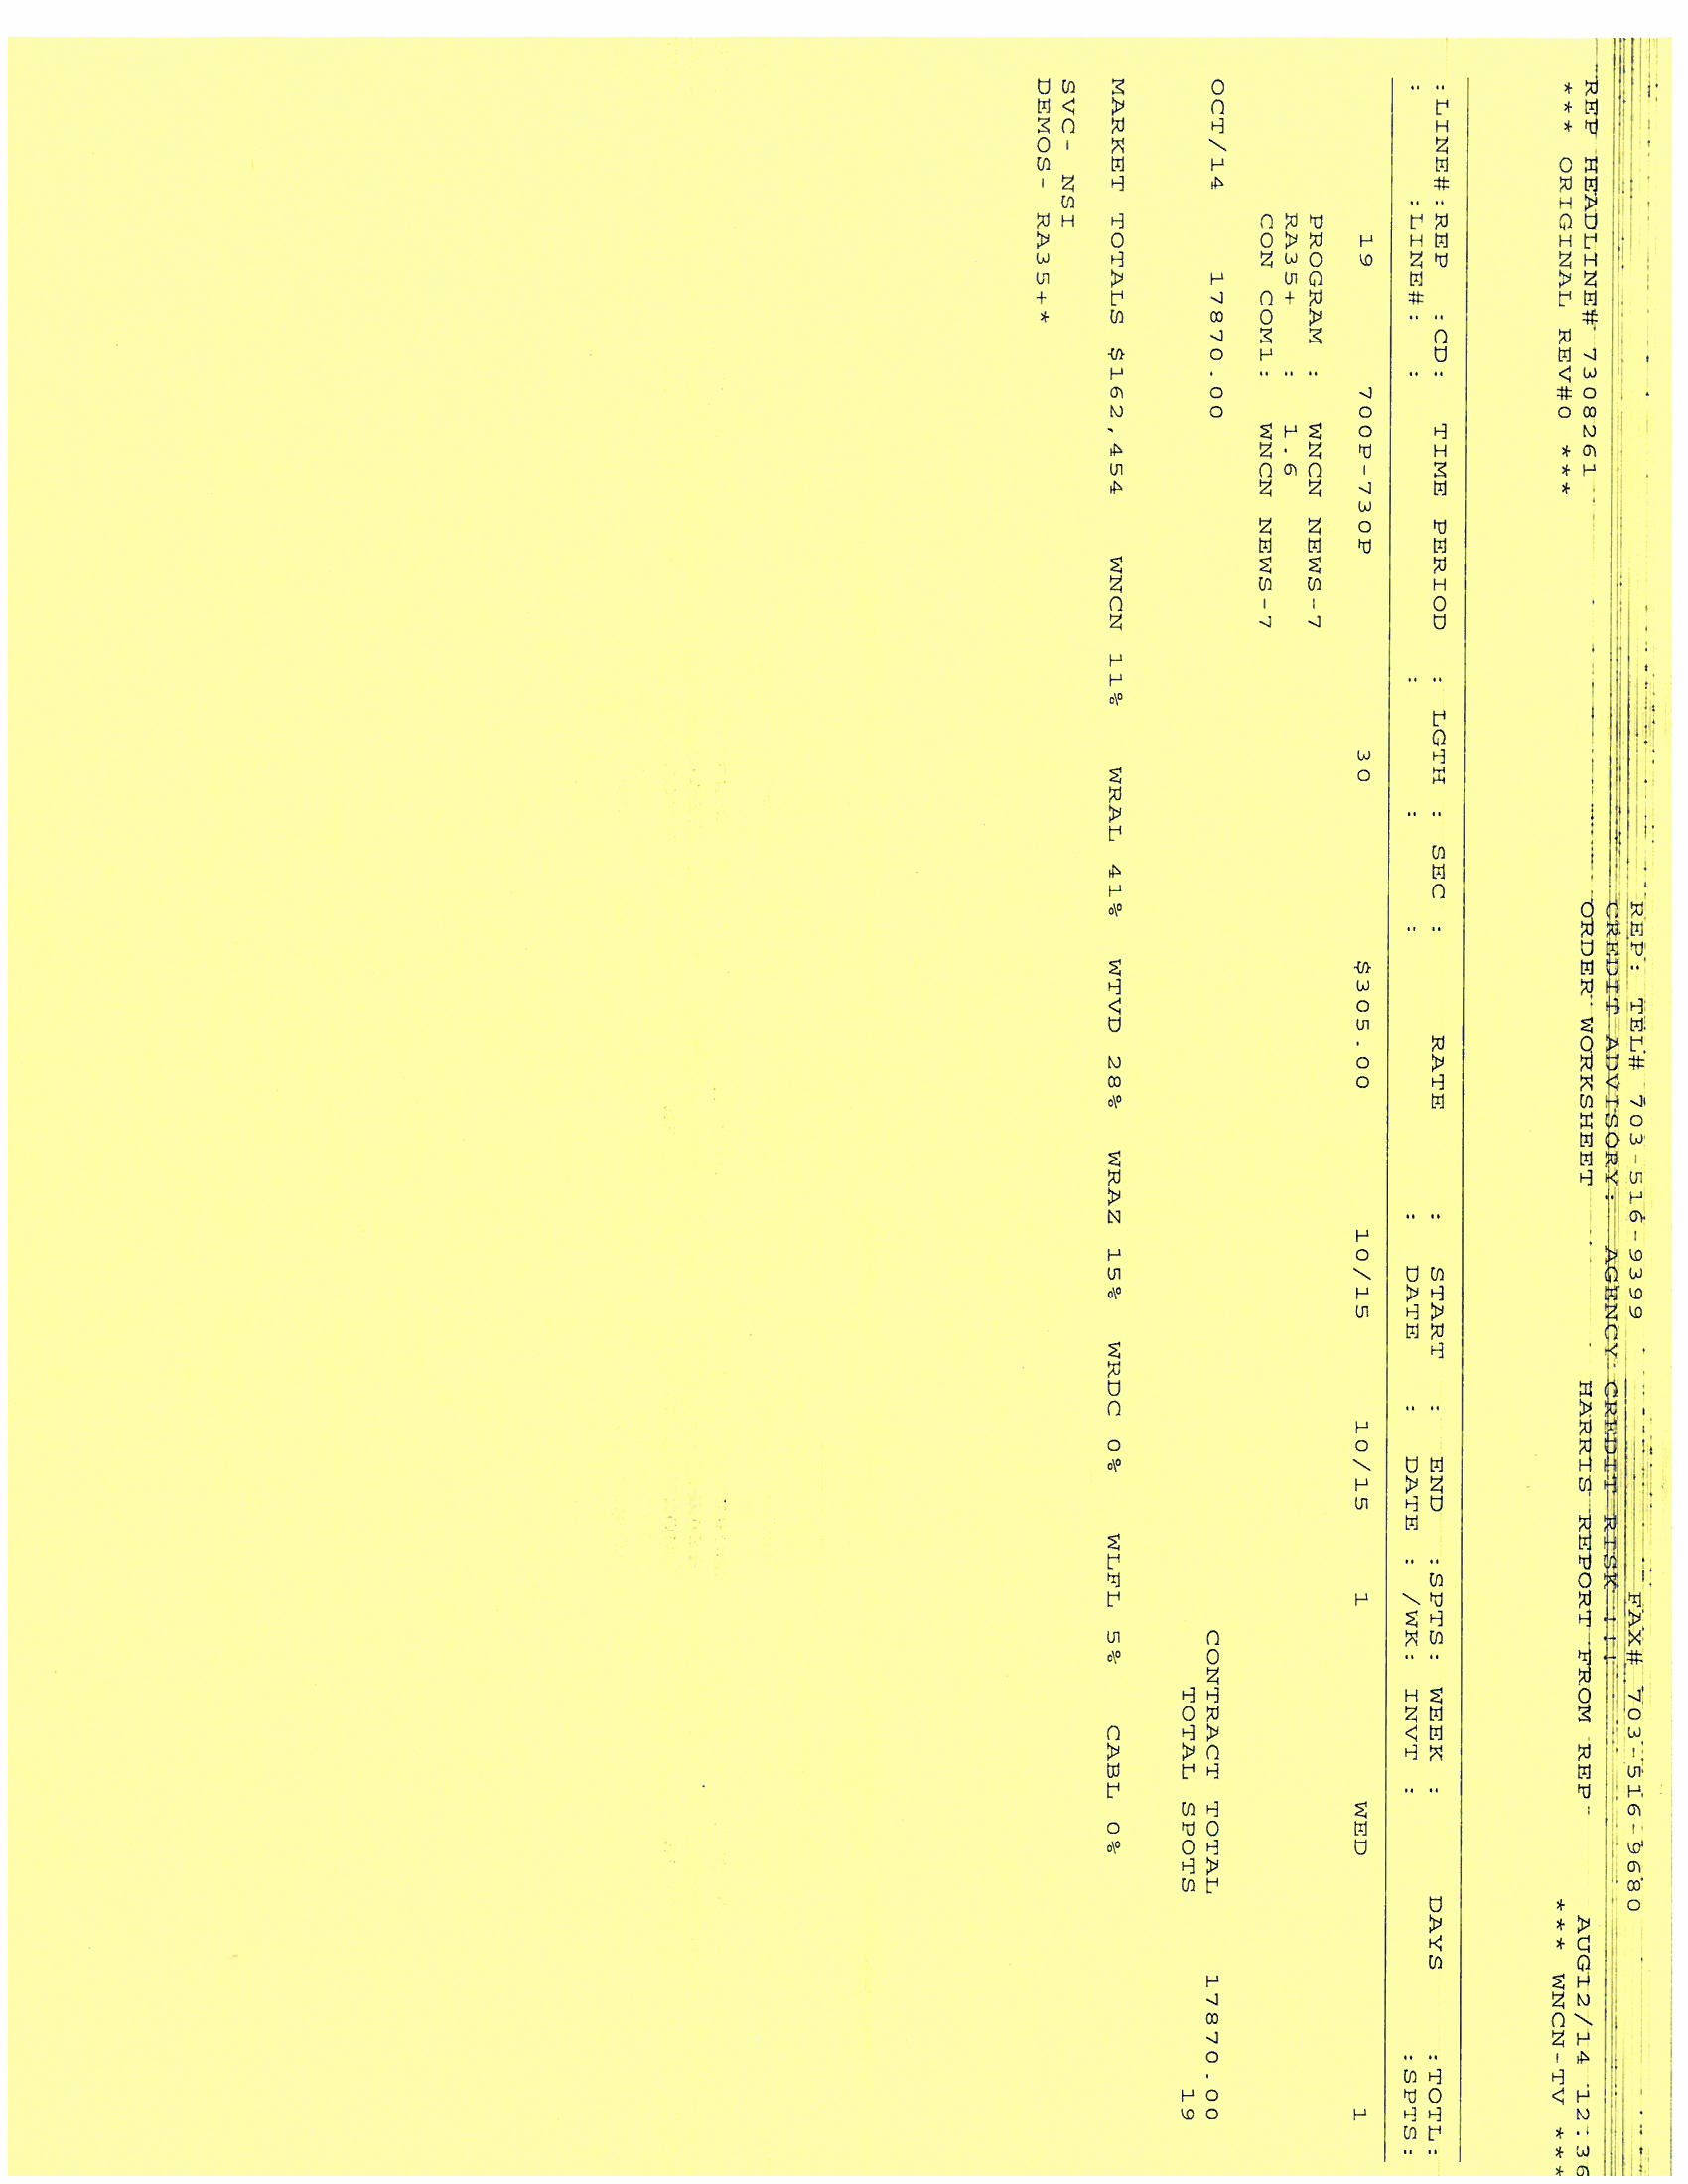 REP: TEL# 703-516-9399 FAX# 703-516-9680
CREDIT ADVISORY: AGENCY CREDIT RISK !!!
REP HEADLINE# 7308261 ORDER WORKSHEET HARRIS REPORT FROM REP AUG12/14 12:36
*** ORIGINAL REV#0 *** *** WNCN-TV ***
:LINE#:REP :CD: TIME PERIOD : LGTH : SEC : RATE : START : END :SPTS: WEEK : DAYS :TOTL:
: :LINE#: : : : : DATE : DATE : /WK: INVT : :SPTS:
19 700P-730P 30 $305.00 10/15 10/15 1 WED 1
PROGRAM : WNCN NEWS-7
RA35+ : 1.6
CON COM1: WNCN NEWS-7
OCT/14 17870.00 CONTRACT TOTAL 17870.00
TOTAL SPOTS 19
MARKET TOTALS $162,454 WNCN 11% WRAL 41% WTVD 28% WRAZ 15% WRDC 0% WLFL 5% CABL 0%
SVC- NSI
DEMOS- RA35+*